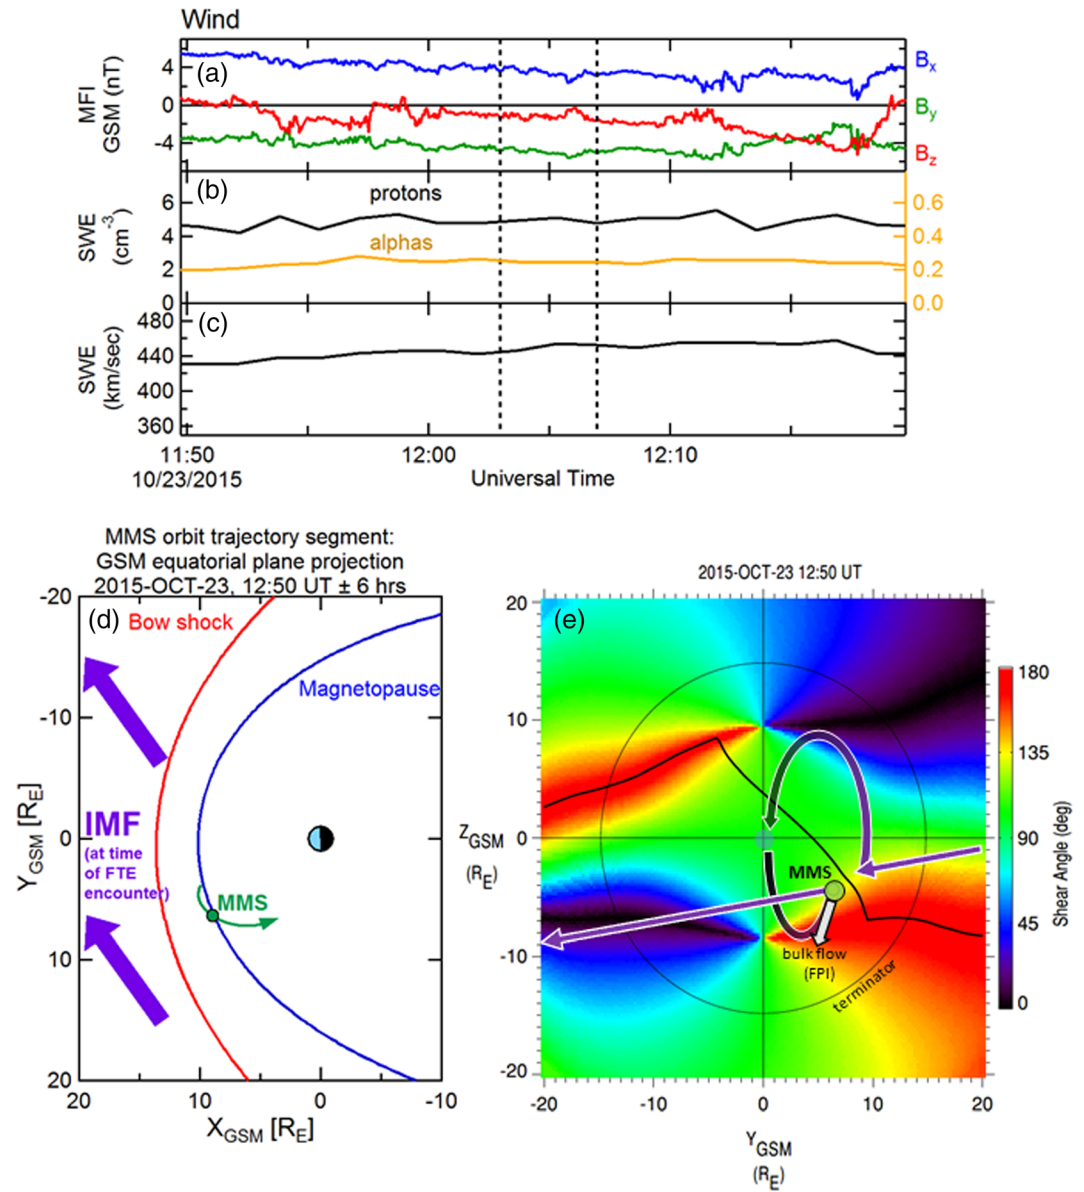 Wind
(a)
MFI
GSM (nT)
4
0
-4
Bx
By
Bz
(b)
protons
alphas
SWE
(cm-3)
6
4
2
0
0.6
0.4
0.2
0.0
(c)
SWE
(km/sec)
480
440
400
360
11:50
12:00
12:10
10/23/2015
Universal Time
MMS orbit trajectory segment:
GSM equatorial plane projection
2015-OCT-23, 12:50 UT ± 6 hrs
(d)
Bow shock
Magnetopause
IMF
(at time
of FTE
encounter)
MMS
YGSM [RE]
-20
-10
0
10
20
20
10
0
-10
XGSM [RE]
2015-OCT-23 12:50 UT
(e)
20
10
0
-10
-20
ZGSM
(RE)
MMS
bulk flow
(FPI)
terminator
-20
-10
0
10
20
YGSM
(RE)
180
135
90
45
0
Shear Angle (deg)